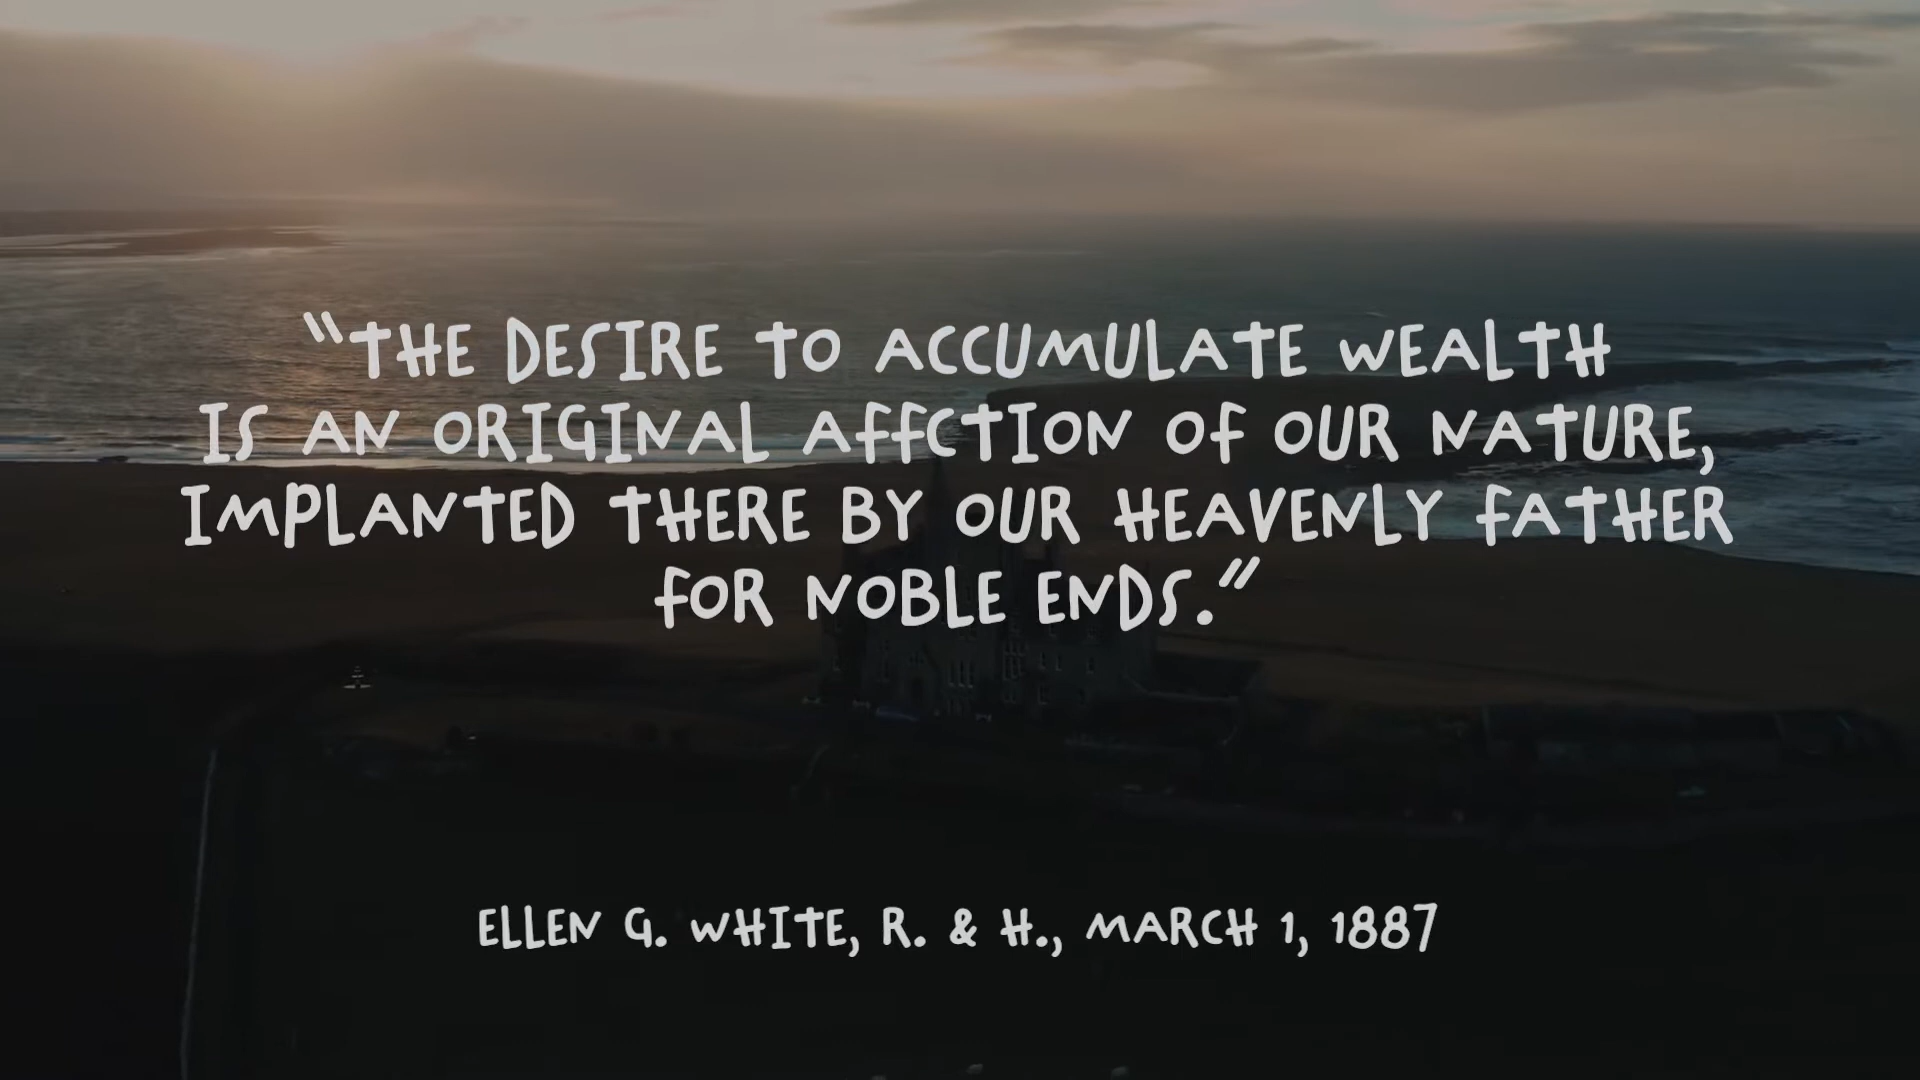 “THE DESIRE TO ACCUMULATE WEALTH
IS AN ORIGINAL AFFCTION OF OUR NATURE,
IMPLANTED THERE BY OUR HEAVENLY FATHER
FOR NOBLE ENDS.”
ELLEN G. WHITE, R. & H., MARCH 1, 1887